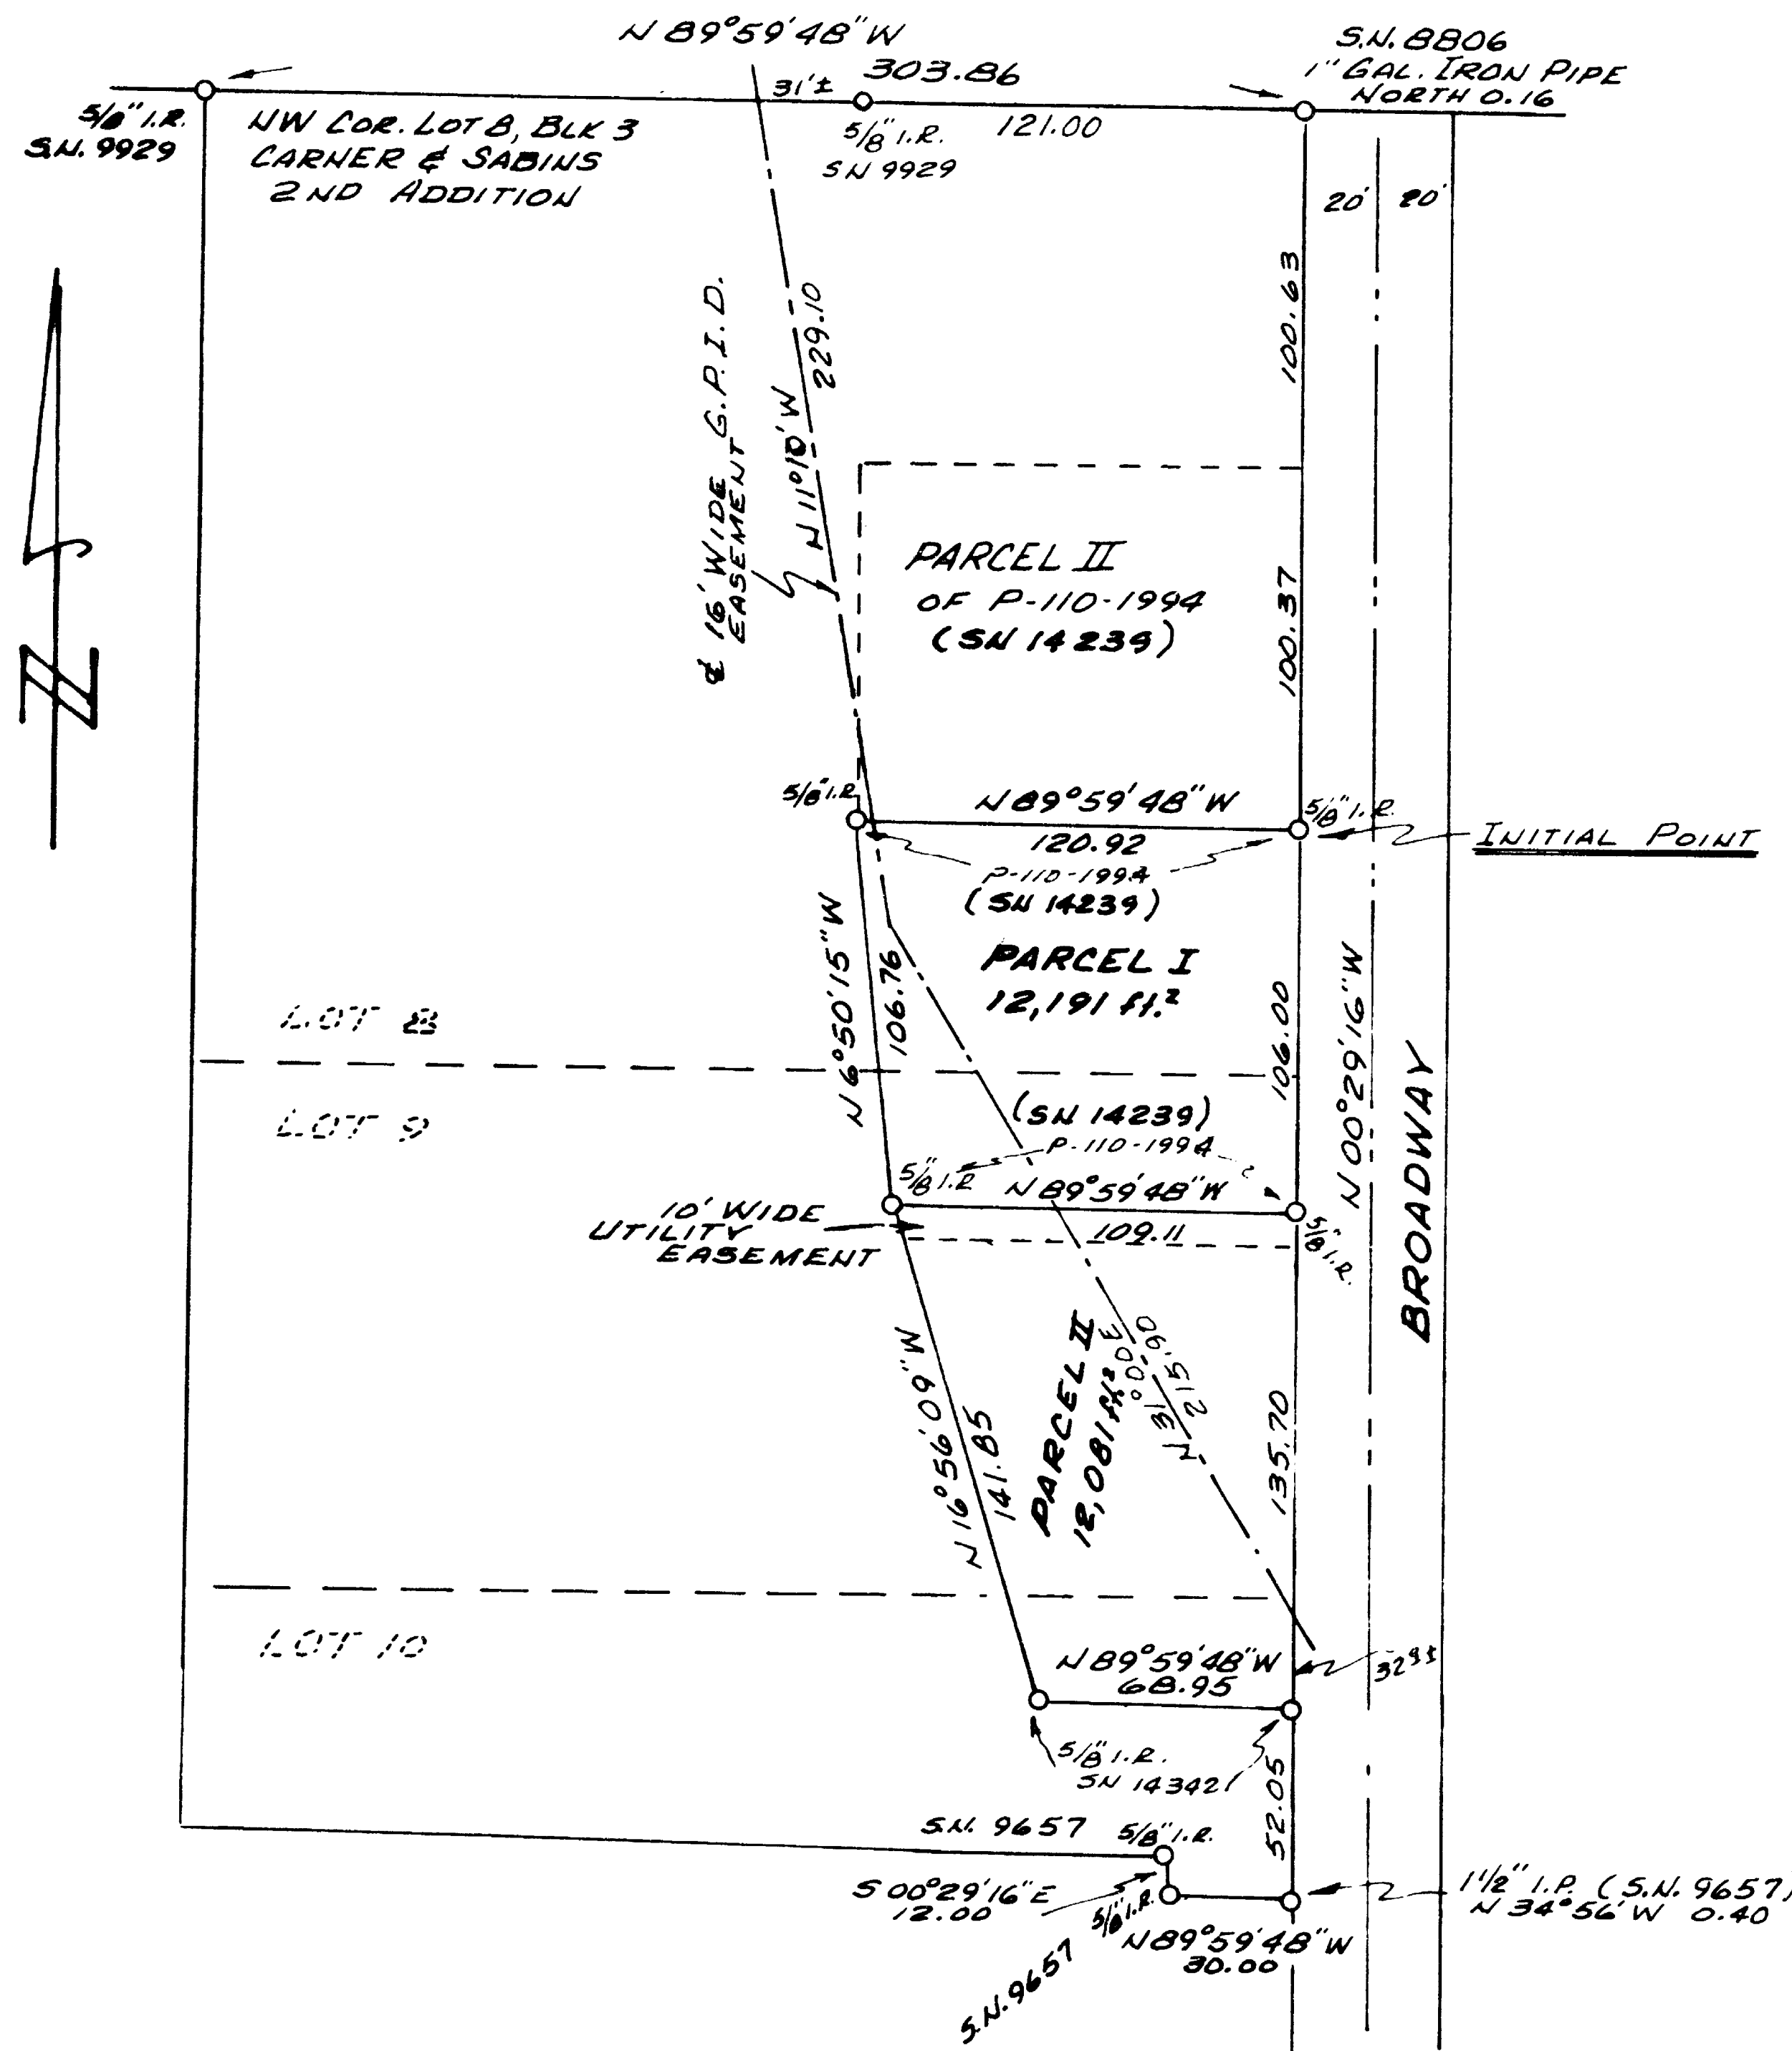 N 89°59'48" W
303.86
31'±
121.00
S.N. 8806
1" GAL. IRON PIPE
NORTH 0.16
5/8" I.R.
S.N. 9929
NW COR. LOT 8, BLK 3
CARNER & SABINS
2ND ADDITION
5/8" I.R.
SN 9929
20' 20'
100.63
℄ 16' WIDE G.P.I.D.
EASEMENT
N 11°10' W
229.10
PARCEL II
OF P-110-1994
(SN 14239)
100.37
5/8" I.R.
N 89°59'48" W
120.92
5/8" I.R.
INITIAL POINT
P-110-1994
(SN 14239)
PARCEL I
12,191 ft.²
N 6°50'15" W
106.76
106.00
N 00°29'16" W
BROADWAY
LOT 8
LOT 9
(SN 14239)
P-110-1994
5/8" I.R.
N 89°59'48" W
109.11
5/8" I.R.
10' WIDE
UTILITY
EASEMENT
N 16°56'09" W
141.85
PARCEL II
12,081 ft.²
N 31°00' E
215.90
135.70
LOT 10
N 89°59'48" W
68.95
32
5/8" I.R.
SN 14342
52.05
S.N. 9657
5/8" I.R.
S 00°29'16" E
12.00
5/8" I.R.
S.N. 9657
N 89°59'48" W
30.00
1 1/2" I.P. (S.N. 9657)
N 34°56' W 0.40
N